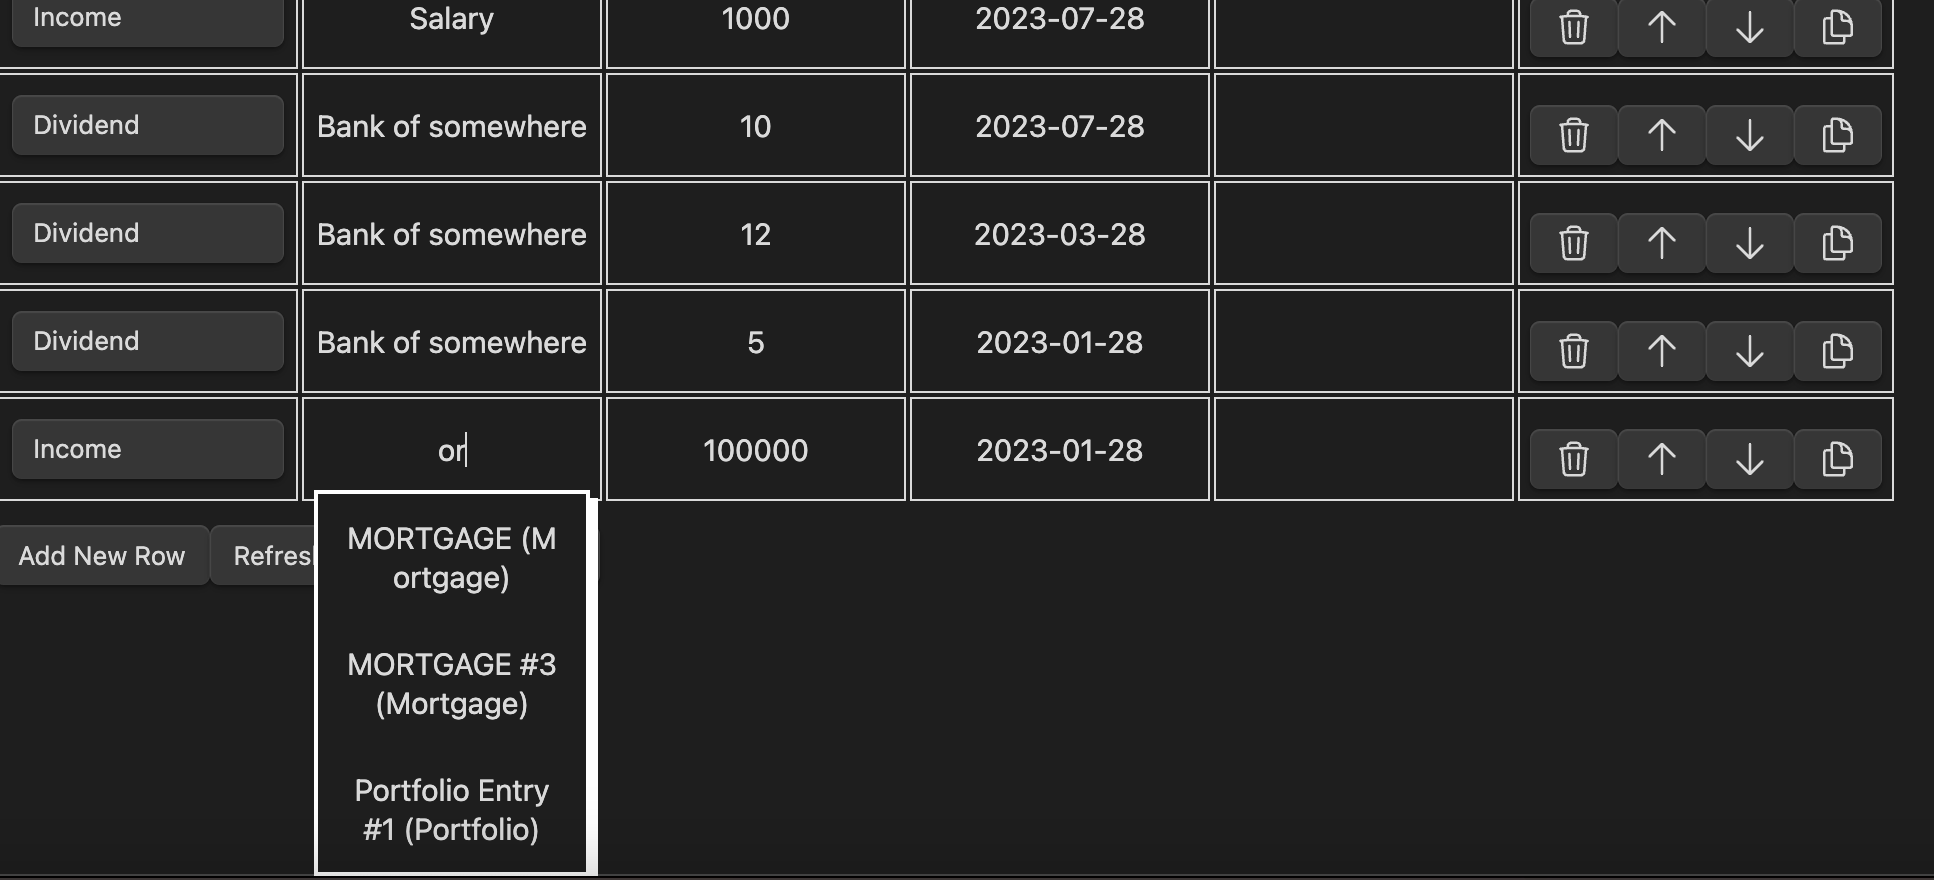 Income Salary 1000 2023-07-28
Dividend Bank of somewhere 10 2023-07-28
Dividend Bank of somewhere 12 2023-03-28
Dividend Bank of somewhere 5 2023-01-28
Income or 100000 2023-01-28
Add New Row Refres
MORTGAGE (M
ortgage)
MORTGAGE #3
(Mortgage)
Portfolio Entry
#1 (Portfolio)